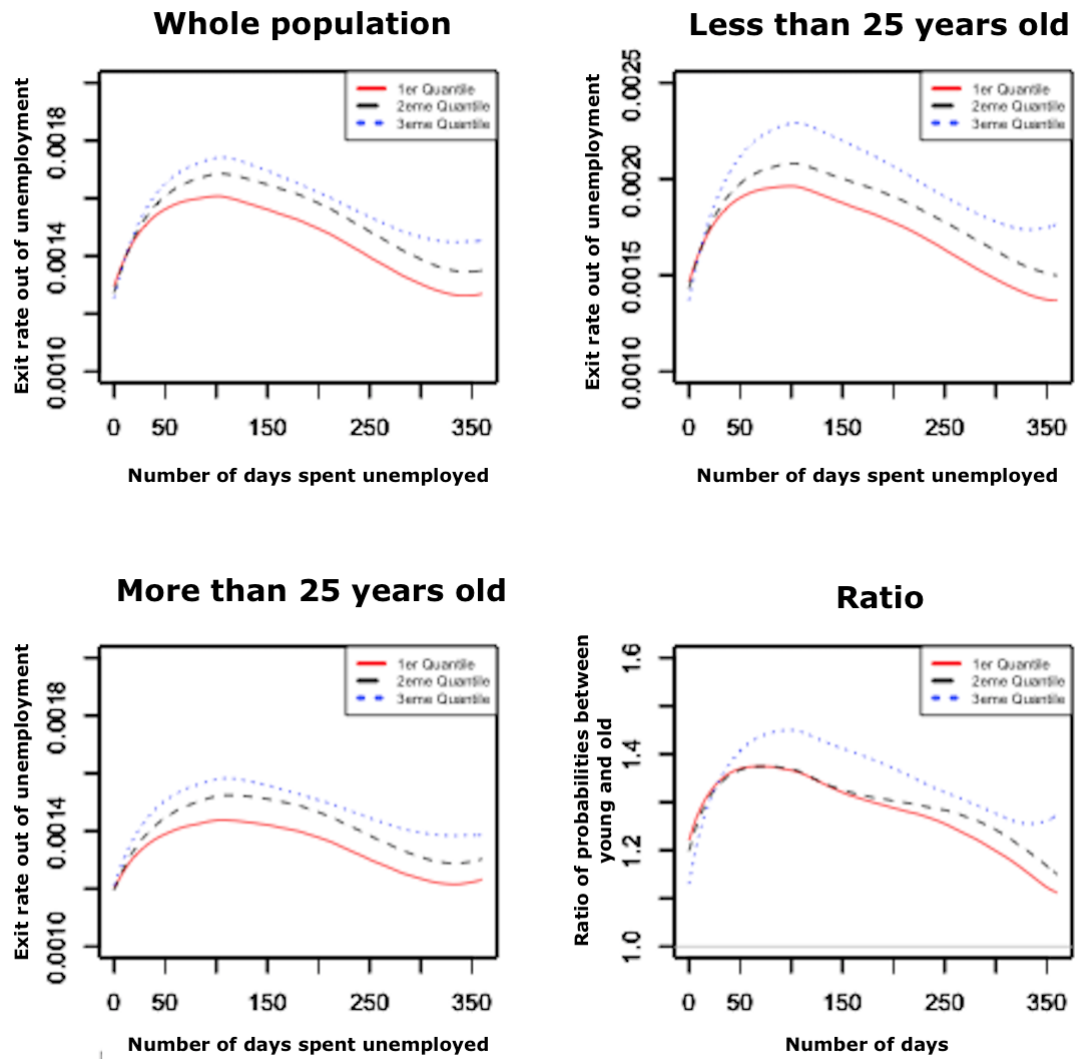 Whole population
Exit rate out of unemployment
0.0018
0.0014
0.0010
1er Quantile
2eme Quantile
3eme Quantile
0 50 150 250 350
Number of days spent unemployed
Less than 25 years old
Exit rate out of unemployment
0.0025
0.0020
0.0015
0.0010
1er Quantile
2eme Quantile
3eme Quantile
0 50 150 250 350
Number of days spent unemployed
More than 25 years old
Exit rate out of unemployment
0.0018
0.0014
0.0010
1er Quantile
2eme Quantile
3eme Quantile
0 50 150 250 350
Number of days spent unemployed
Ratio
Ratio of probabilities between
young and old
1.6
1.4
1.2
1.0
1er Quantile
2eme Quantile
3eme Quantile
0 50 150 250 350
Number of days